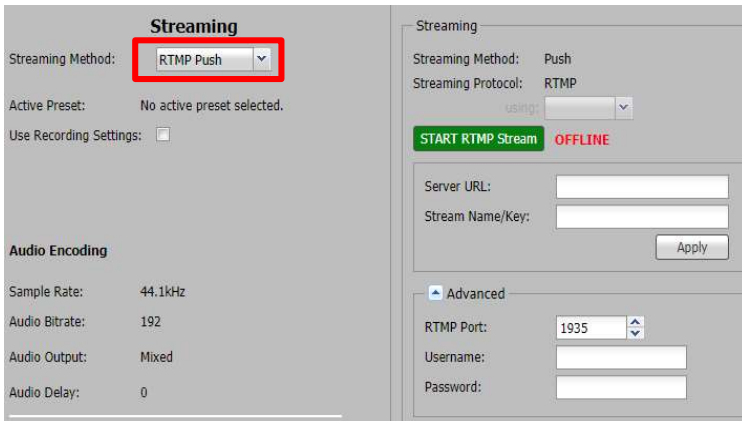 Streaming
Streaming Method: RTMP Push
Active Preset: No active preset selected.
Use Recording Settings:
Audio Encoding
Sample Rate: 44.1kHz
Audio Bitrate: 192
Audio Output: Mixed
Audio Delay: 0
Streaming
Streaming Method: Push
Streaming Protocol: RTMP
using:
START RTMP Stream OFFLINE
Server URL:
Stream Name/Key:
Apply
Advanced
RTMP Port: 1935
Username:
Password: